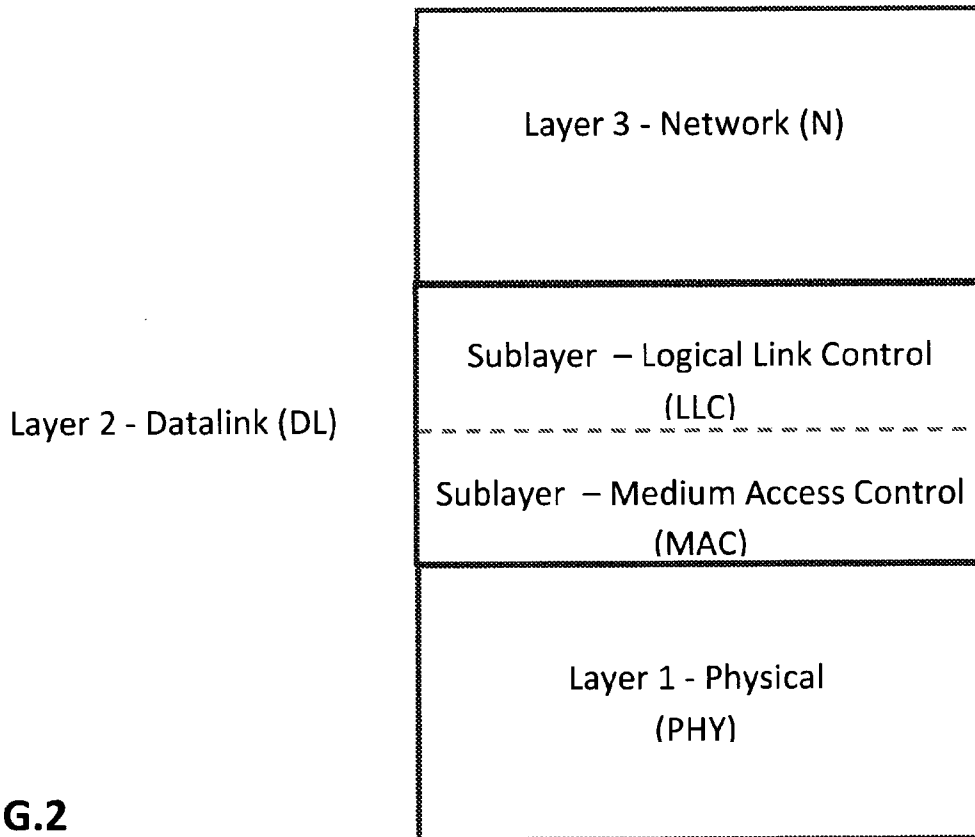 Layer 3 - Network (N)
Sublayer – Logical Link Control
(LLC)
Layer 2 - Datalink (DL)
Sublayer – Medium Access Control
(MAC)
Layer 1 - Physical
(PHY)
G.2